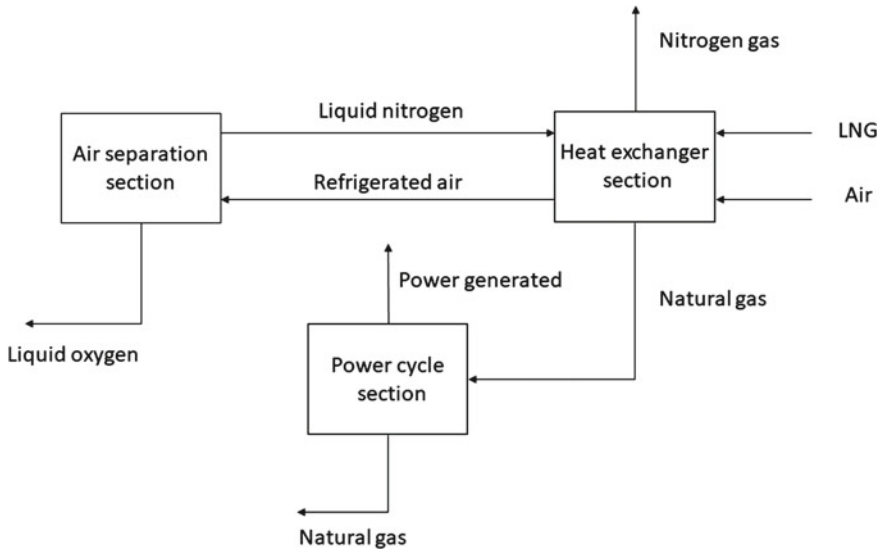 Nitrogen gas
Liquid nitrogen
LNG
Air separation
section
Heat exchanger
section
Refrigerated air
Air
Power generated
Natural gas
Liquid oxygen
Power cycle
section
Natural gas